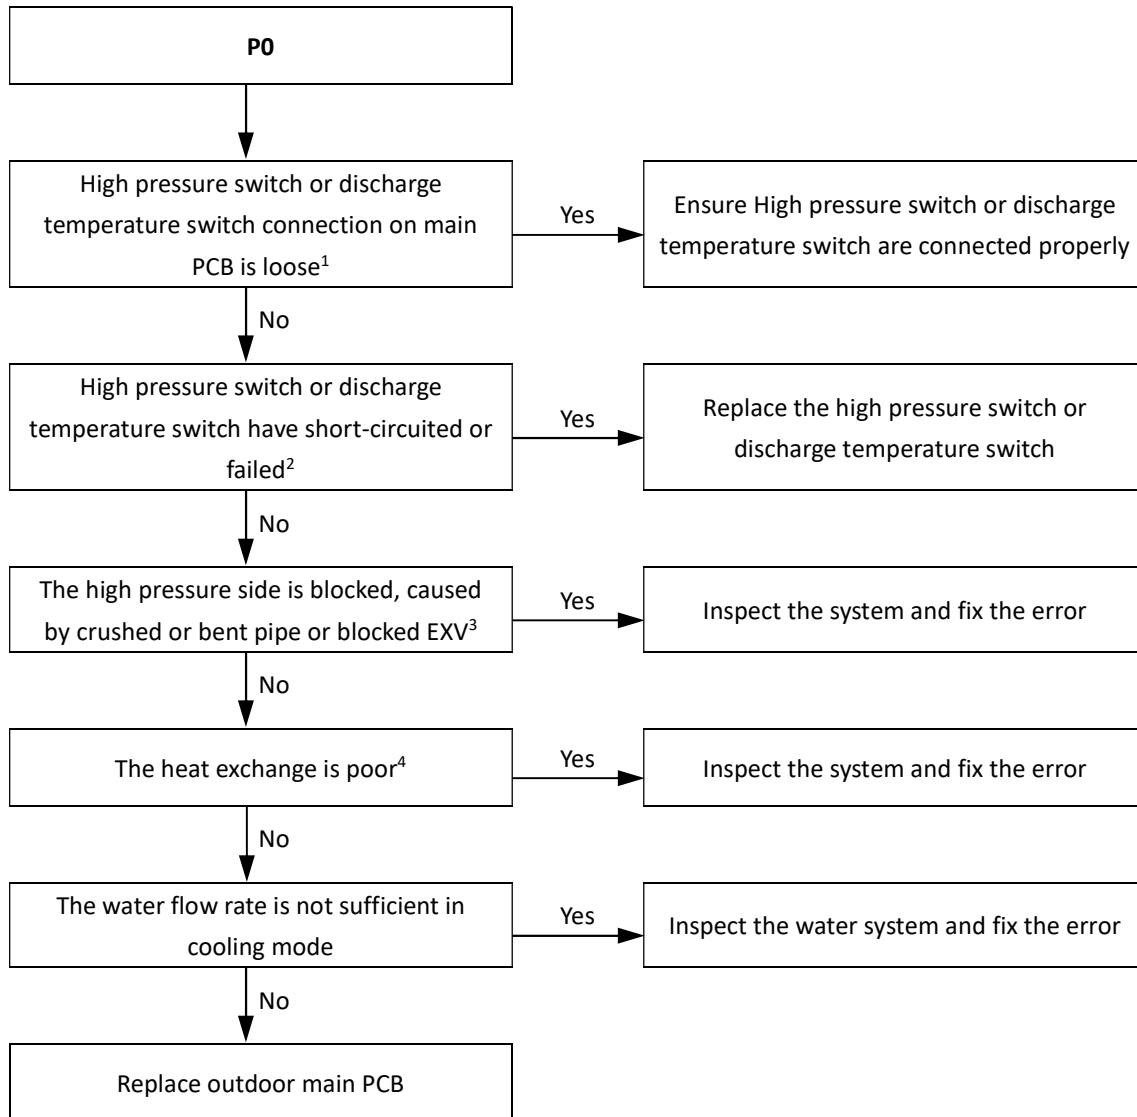 P0
High pressure switch or discharge
temperature switch connection on main
PCB is loose1
Yes
Ensure High pressure switch or discharge
temperature switch are connected properly
No
High pressure switch or discharge
temperature switch have short-circuited or
failed2
Yes
Replace the high pressure switch or
discharge temperature switch
No
The high pressure side is blocked, caused
by crushed or bent pipe or blocked EXV3
Yes
Inspect the system and fix the error
No
The heat exchange is poor4
Yes
Inspect the system and fix the error
No
The water flow rate is not sufficient in
cooling mode
Yes
Inspect the water system and fix the error
No
Replace outdoor main PCB